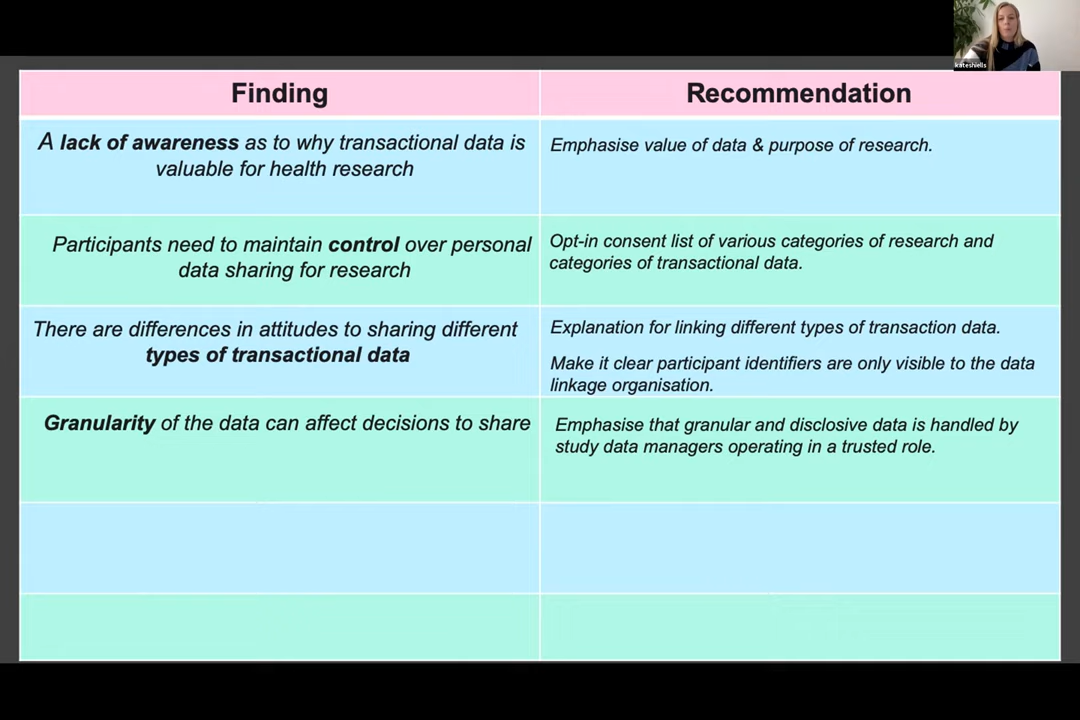 kateshiells
Finding
Recommendation
A lack of awareness as to why transactional data is
valuable for health research
Emphasise value of data & purpose of research.
Participants need to maintain control over personal
data sharing for research
Opt-in consent list of various categories of research and
categories of transactional data.
There are differences in attitudes to sharing different
types of transactional data
Explanation for linking different types of transaction data.
Make it clear participant identifiers are only visible to the data
linkage organisation.
Granularity of the data can affect decisions to share
Emphasise that granular and disclosive data is handled by
study data managers operating in a trusted role.